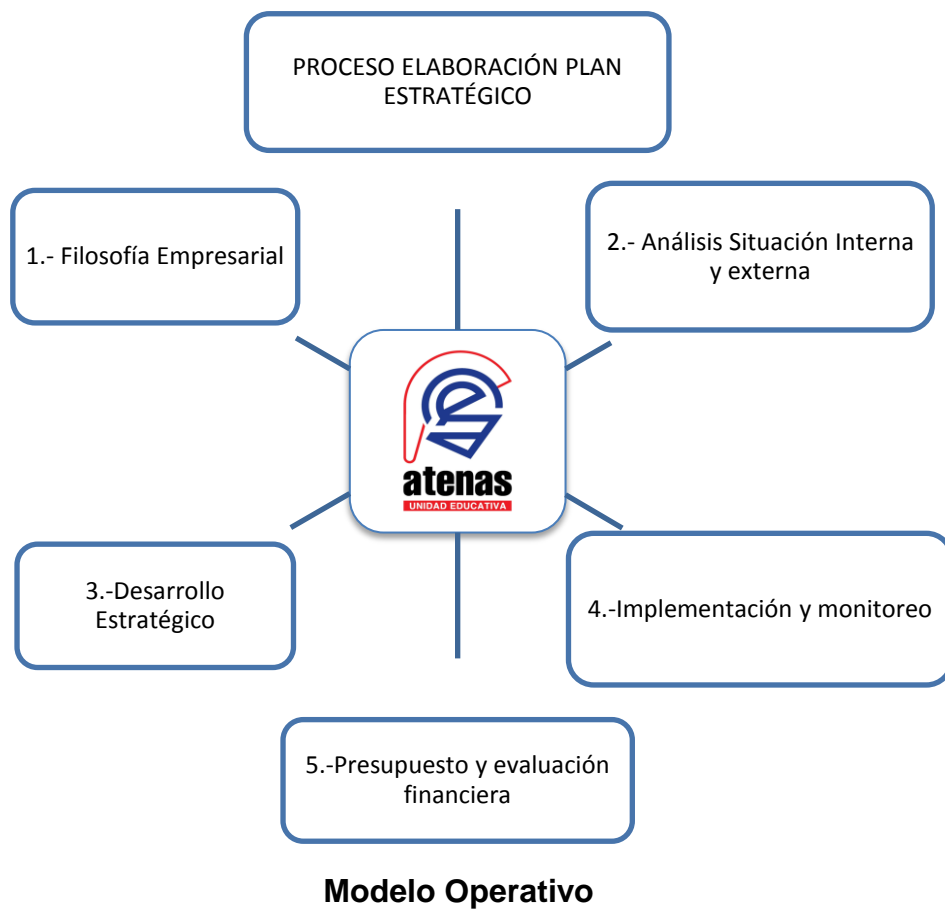 PROCESO ELABORACIÓN PLAN
ESTRATÉGICO
1.- Filosofía Empresarial
2.- Análisis Situación Interna
y externa
atenas
UNIDAD EDUCATIVA
3.-Desarrollo
Estratégico
4.-Implementación y monitoreo
5.-Presupuesto y evaluación
financiera
Modelo Operativo